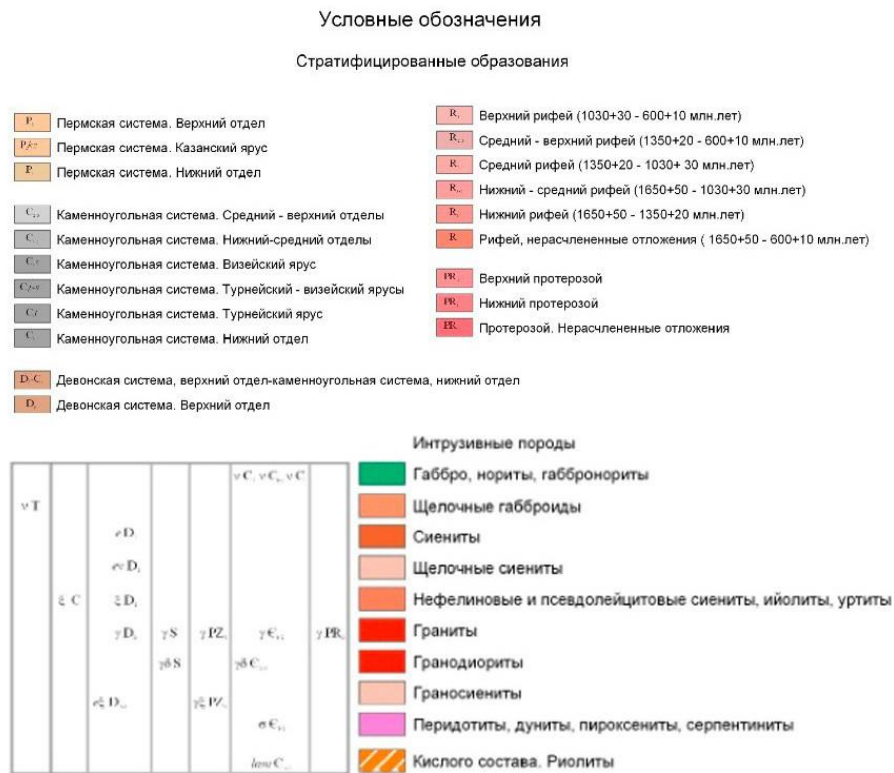 Условные обозначения
Стратифицированные образования
Пермская система. Верхний отдел
Пермская система. Казанский ярус
Пермская система. Нижний отдел
Каменноугольная система. Средний - верхний отделы
Каменноугольная система. Нижний-средний отделы
Каменноугольная система. Визейский ярус
Каменноугольная система. Турнейский - визейский ярусы
Каменноугольная система. Турнейский ярус
Каменноугольная система. Нижний отдел
D-C Девонская система, верхний отдел-каменноугольная система, нижний отдел
Девонская система. Верхний отдел
Верхний рифей (1030+30 - 600+10 млн.лет)
Средний - верхний рифей (1350+20 - 600+10 млн.лет)
Средний рифей (1350+20 - 1030+ 30 млн.лет)
Нижний - средний рифей (1650+50 - 1030+30 млн.лет)
Нижний рифей (1650+50 - 1350+20 млн.лет)
R Рифей, нерасчлененные отложения ( 1650+50 - 600+10 млн.лет)
Верхний протерозой
Нижний протерозой
PR Протерозой. Нерасчлененные отложения
Интрузивные породы
Габбро, нориты, габбронориты
ν T Щелочные габброиды
Сиениты
Щелочные сиениты
ξ C Нефелиновые и псевдолейцитовые сиениты, ийолиты, уртиты
γ S Граниты
γδ S Гранодиориты
Граносиениты
Перидотиты, дуниты, пироксениты, серпентиниты
Кислого состава. Риолиты